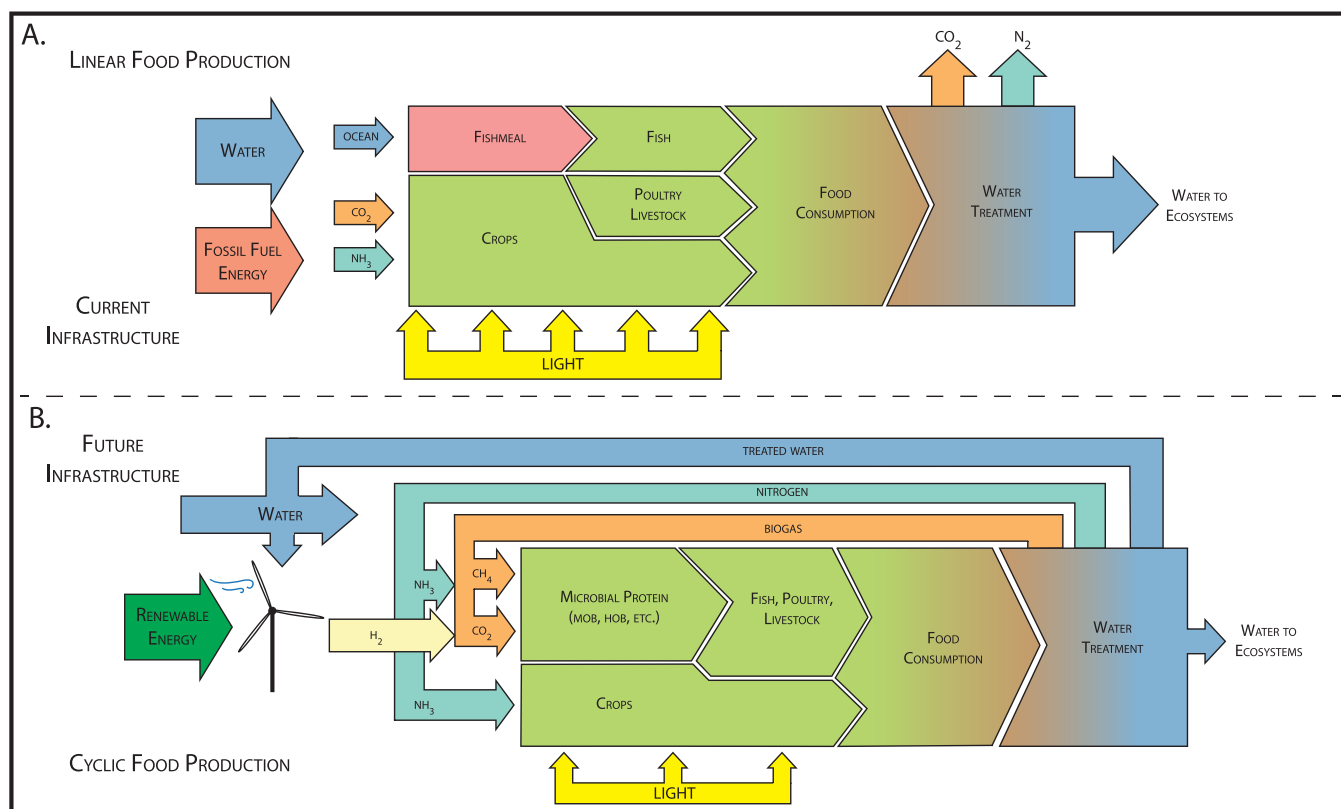 A.
Linear Food Production
CO2
N2
Water
Ocean
Fishmeal
Fish
Fossil Fuel
Energy
CO2
NH3
Crops
Poultry
Livestock
Food
Consumption
Water
Treatment
Water to
Ecosystems
Current
Infrastructure
Light
B.
Future
Infrastructure
Treated Water
Nitrogen
Biogas
Water
Renewable
Energy
H2
NH3
CH4
CO2
NH3
Microbial Protein
(MOB, HOB, etc.)
Fish, Poultry,
Livestock
Crops
Food
Consumption
Water
Treatment
Water to
Ecosystems
Cyclic Food Production
Light